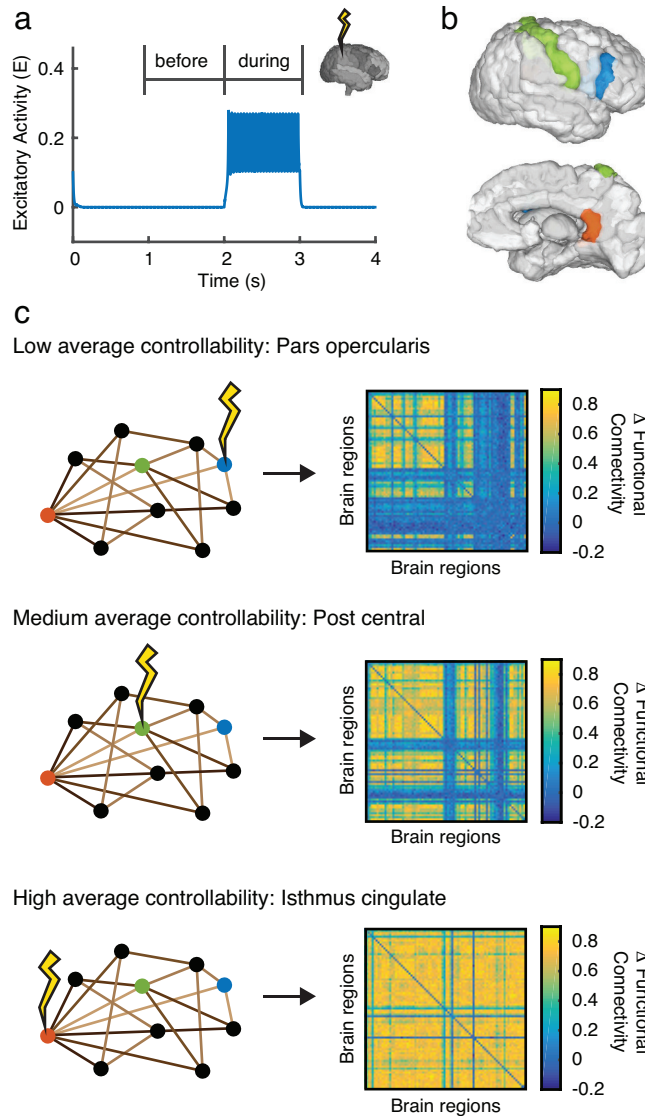 a
b
before
during
Excitatory Activity (E)
0.4
0.2
0
0
1
2
3
4
Time (s)
c
Low average controllability: Pars opercularis
Brain regions
Brain regions
0.8
0.6
0.4
0.2
0
-0.2
Δ Functional
Connectivity
Medium average controllability: Post central
Brain regions
Brain regions
0.8
0.6
0.4
0.2
0
-0.2
Δ Functional
Connectivity
High average controllability: Isthmus cingulate
Brain regions
Brain regions
0.8
0.6
0.4
0.2
0
-0.2
Δ Functional
Connectivity